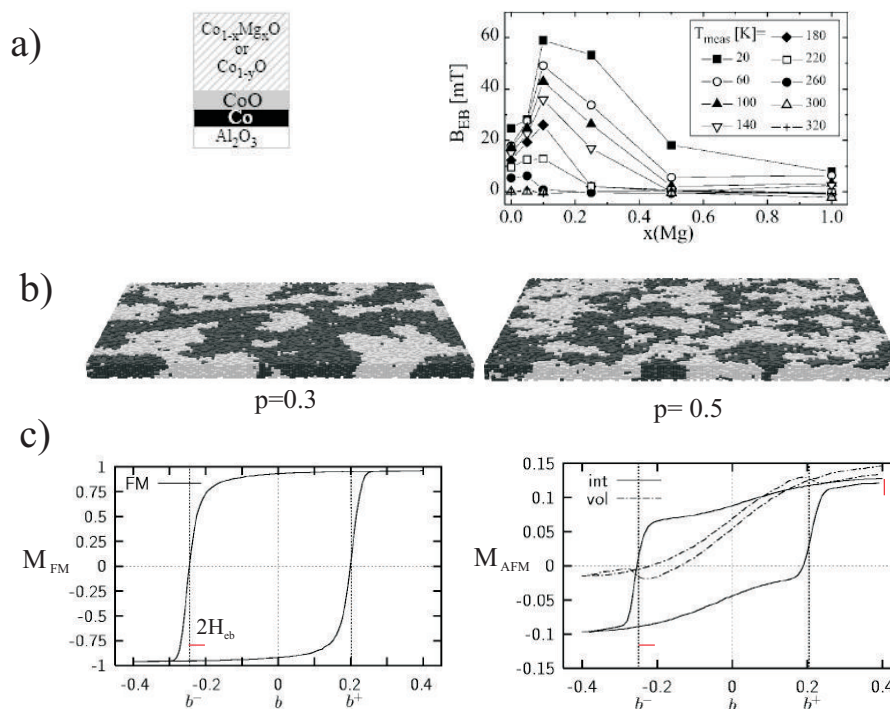 a)
Co1-xMgxO
or
Co1-yO
CoO
Co
Al2O3
BEB [mT]
60
40
20
0
0.0 0.2 0.4 0.6 0.8 1.0
x(Mg)
Tmeas [K]=
20
60
100
140
180
220
260
300
320
b)
p=0.3
p= 0.5
c)
MFM
1
0.75
0.5
0.25
0
-0.25
-0.5
-0.75
-1
FM
2Heb
-0.4 -0.2 0 0.2 0.4
b− b b+
MAFM
0.15
0.1
0.05
0
-0.05
-0.1
-0.15
int
vol
-0.4 -0.2 0 0.2 0.4
b− b b+